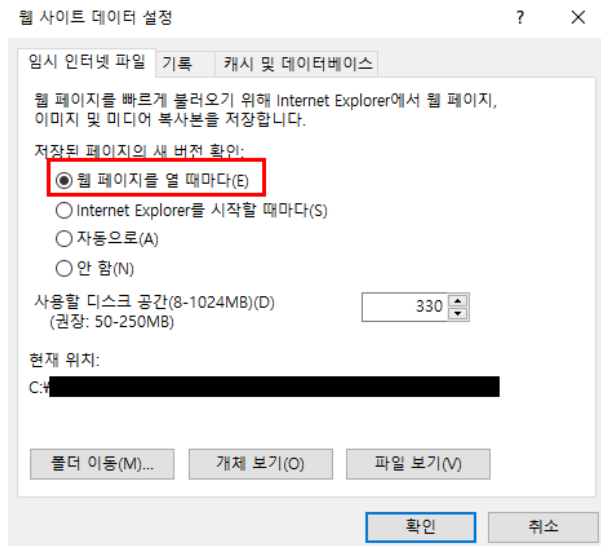 웹 사이트 데이터 설정
임시 인터넷 파일 기록 캐시 및 데이터베이스
웹 페이지를 빠르게 불러오기 위해 Internet Explorer에서 웹 페이지,
이미지 및 미디어 복사본을 저장합니다.
저장된 페이지의 새 버전 확인:
웹 페이지를 열 때마다(E)
Internet Explorer를 시작할 때마다(S)
자동으로(A)
안 함(N)
사용할 디스크 공간(8-1024MB)(D) 330
(권장: 50-250MB)
현재 위치:
C:₩
폴더 이동(M)... 개체 보기(O) 파일 보기(V)
확인 취소